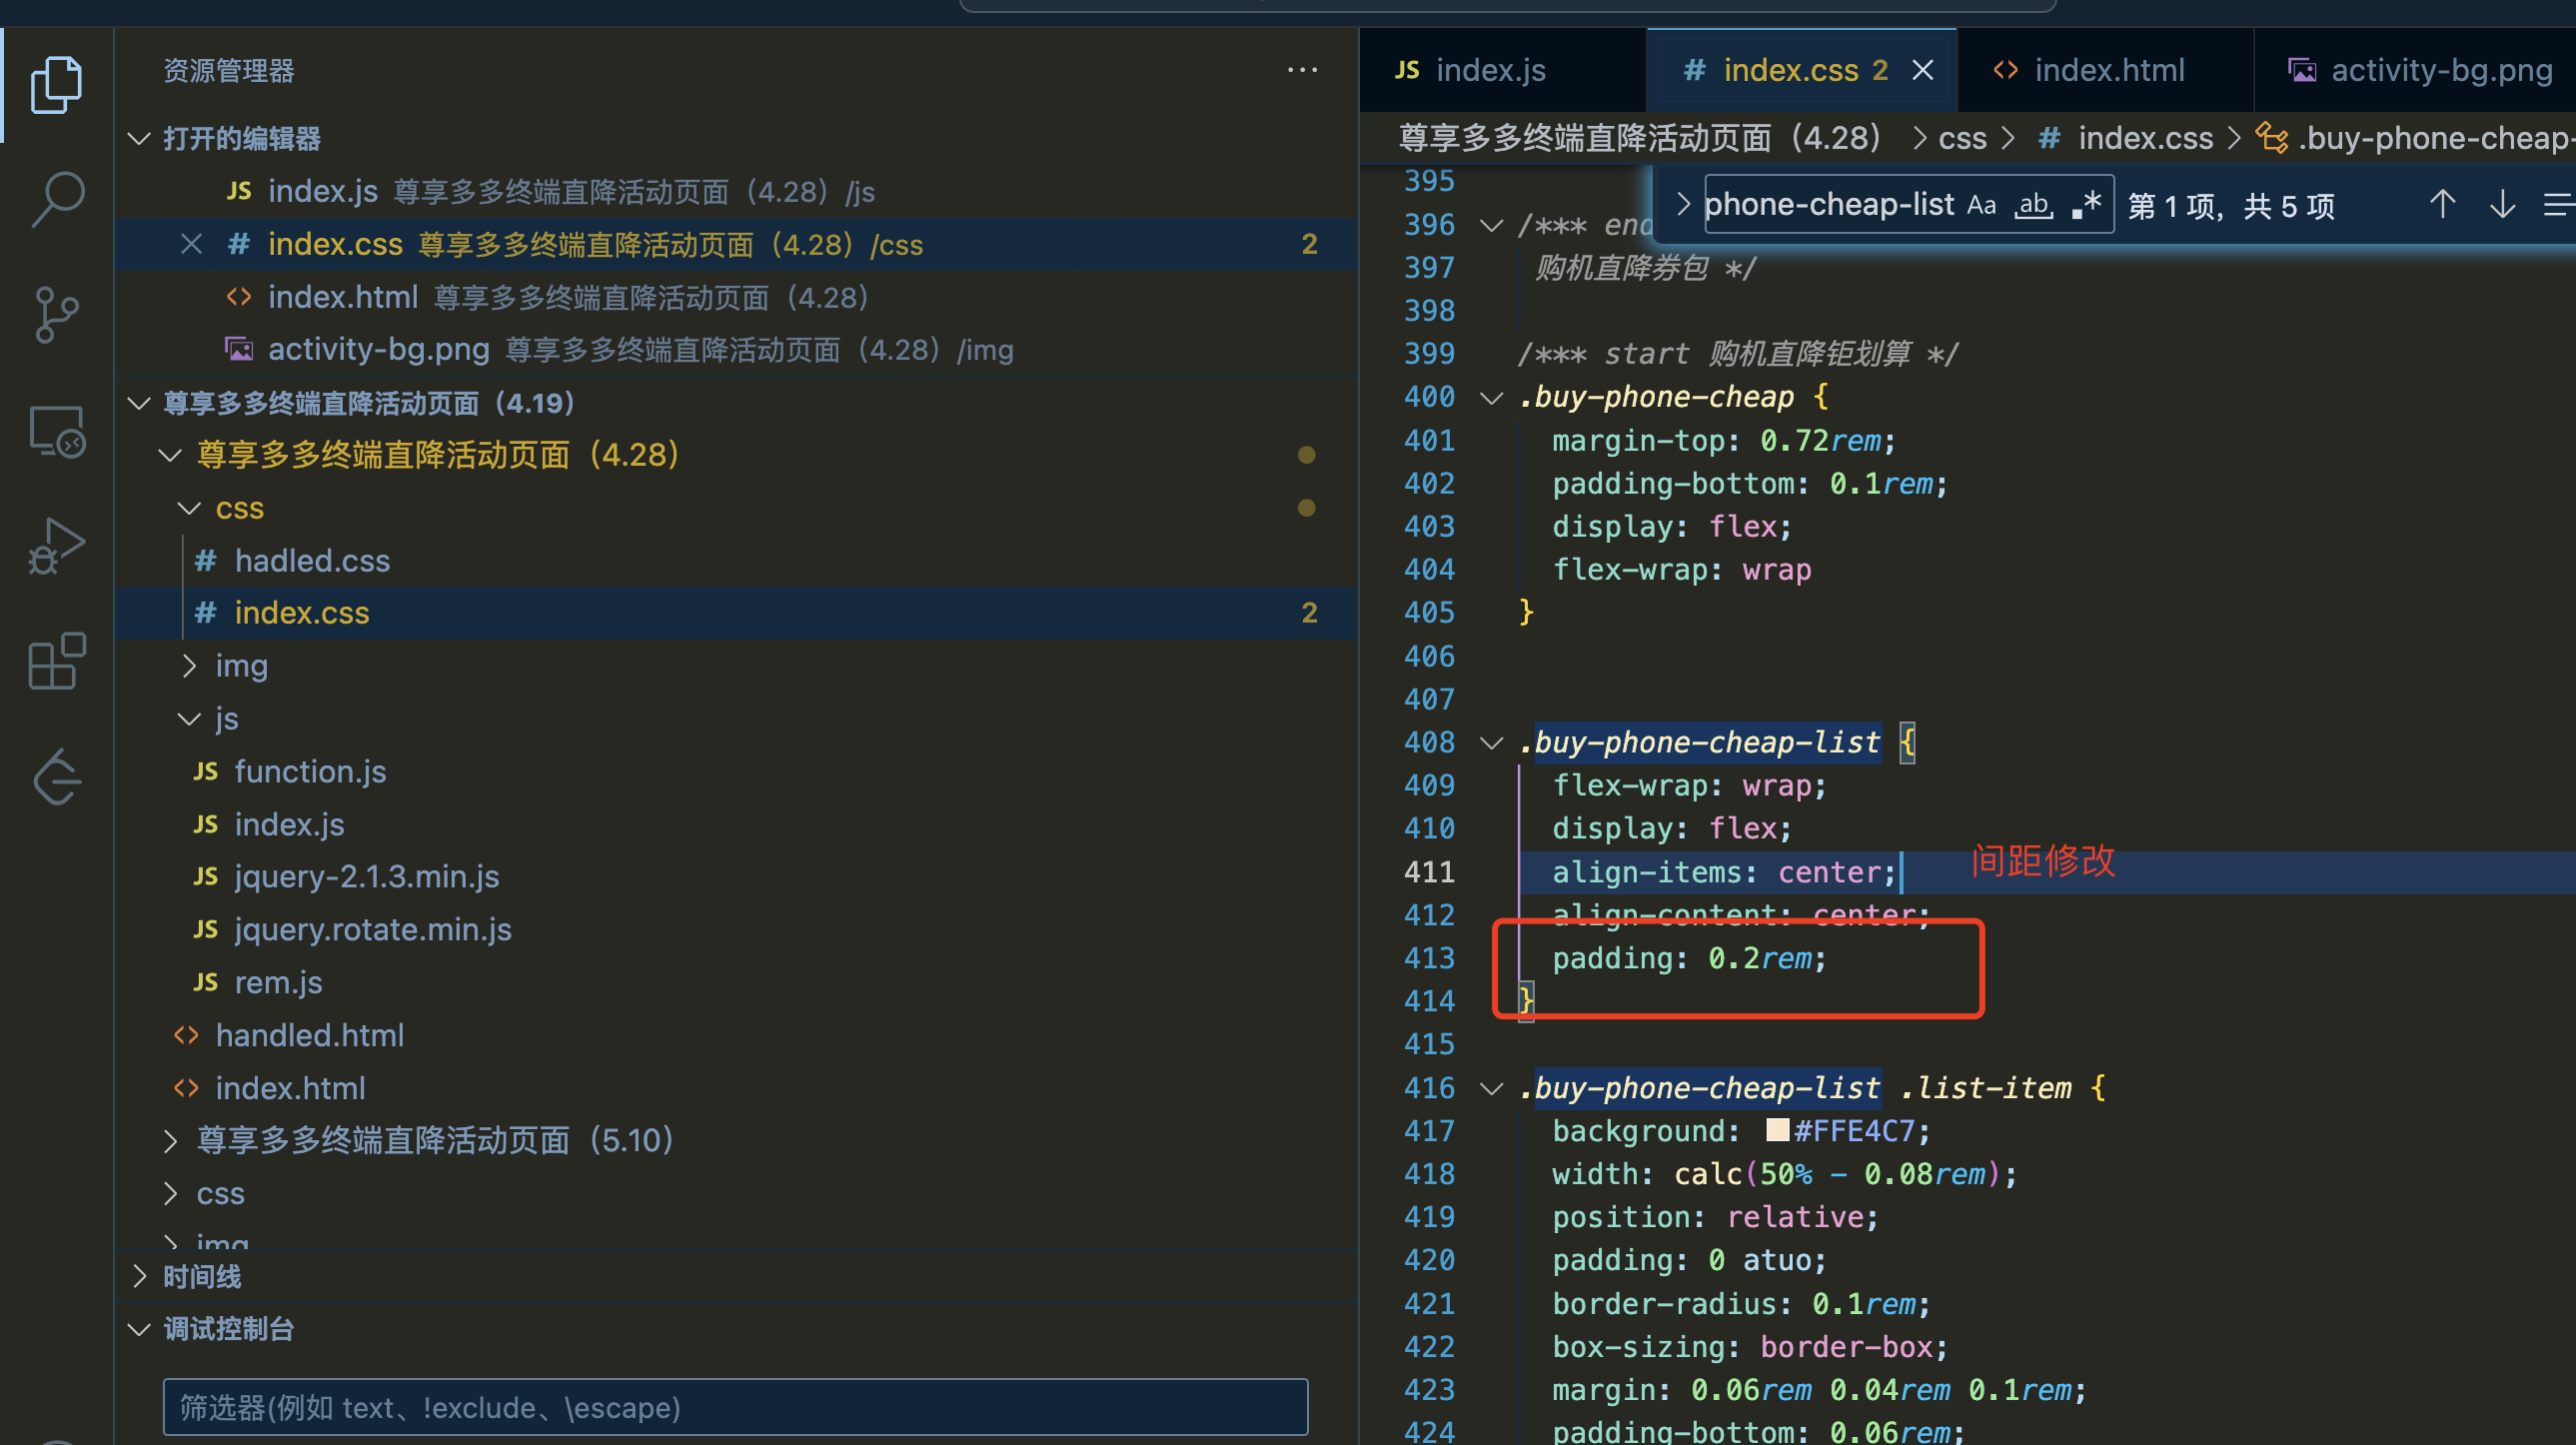 资源管理器
打开的编辑器
index.js 尊享多多终端直降活动页面（4.28）/js
index.css 尊享多多终端直降活动页面（4.28）/css 2
index.html 尊享多多终端直降活动页面（4.28）
activity-bg.png 尊享多多终端直降活动页面（4.28）/img
尊享多多终端直降活动页面（4.19）
尊享多多终端直降活动页面（4.28）
css
hadled.css
index.css 2
img
js
JS function.js
JS index.js
JS jquery-2.1.3.min.js
JS jquery.rotate.min.js
JS rem.js
handled.html
index.html
尊享多多终端直降活动页面（5.10）
css
img
时间线
调试控制台
筛选器(例如 text、!exclude、\escape)
JS index.js # index.css 2 index.html activity-bg.png
尊享多多终端直降活动页面（4.28） > css > # index.css > .buy-phone-cheap-
phone-cheap-list Aa ab .* 第 1 项，共 5 项
395
396 /*** end
397 购机直降券包 */
398
399 /*** start 购机直降钜划算 */
400 .buy-phone-cheap {
401 margin-top: 0.72rem;
402 padding-bottom: 0.1rem;
403 display: flex;
404 flex-wrap: wrap
405 }
406
407
408 .buy-phone-cheap-list {
409 flex-wrap: wrap;
410 display: flex;
411 align-items: center; 间距修改
412 align-content: center;
413 padding: 0.2rem;
414 }
415
416 .buy-phone-cheap-list .list-item {
417 background: #FFE4C7;
418 width: calc(50% - 0.08rem);
419 position: relative;
420 padding: 0 atuo;
421 border-radius: 0.1rem;
422 box-sizing: border-box;
423 margin: 0.06rem 0.04rem 0.1rem;
424 padding-bottom: 0.06rem;